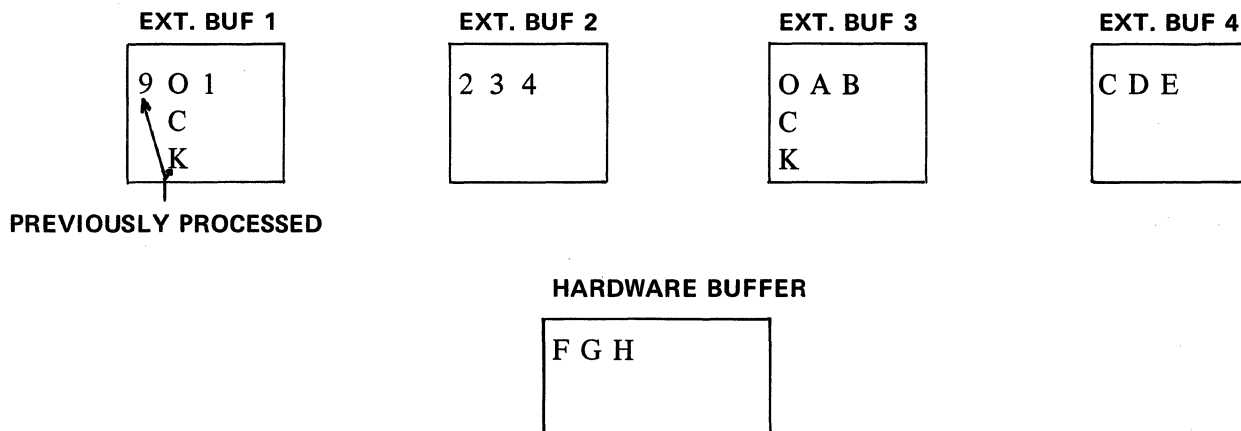 EXT. BUF 1 EXT. BUF 2 EXT. BUF 3 EXT. BUF 4
9 O 1 2 3 4 O A B C D E
C C
K K
PREVIOUSLY PROCESSED
HARDWARE BUFFER
F G H